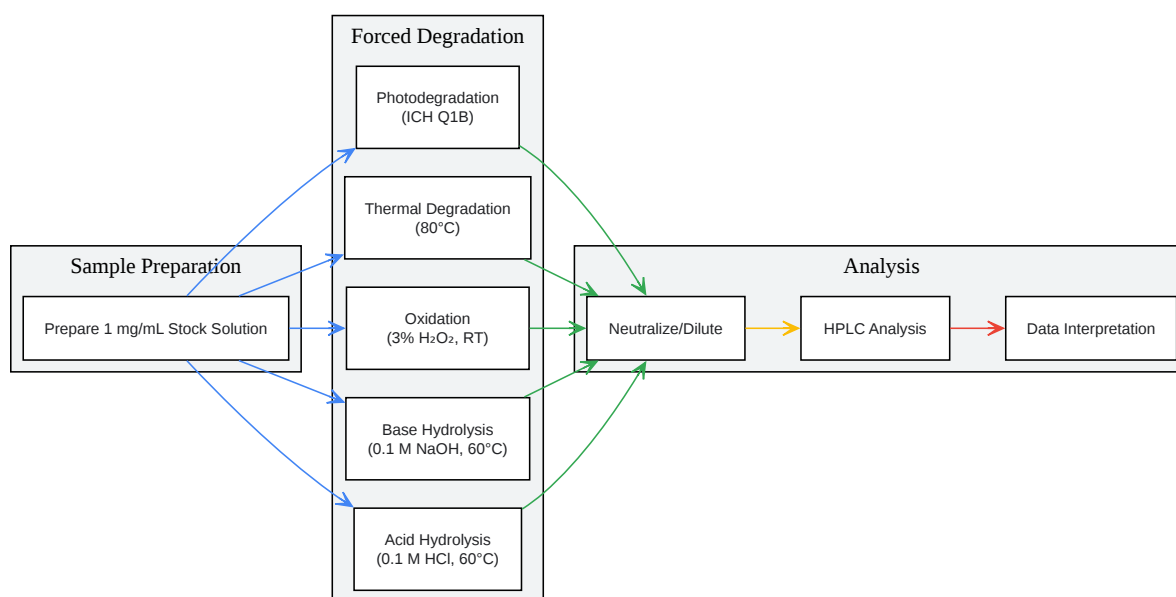 Forced Degradation
Photodegradation
(ICH Q1B)
Thermal Degradation
(80°C)
Sample Preparation
Prepare 1 mg/mL Stock Solution
Oxidation
(3% H₂O₂, RT)
Base Hydrolysis
(0.1 M NaOH, 60°C)
Acid Hydrolysis
(0.1 M HCl, 60°C)
Analysis
Neutralize/Dilute
HPLC Analysis
Data Interpretation